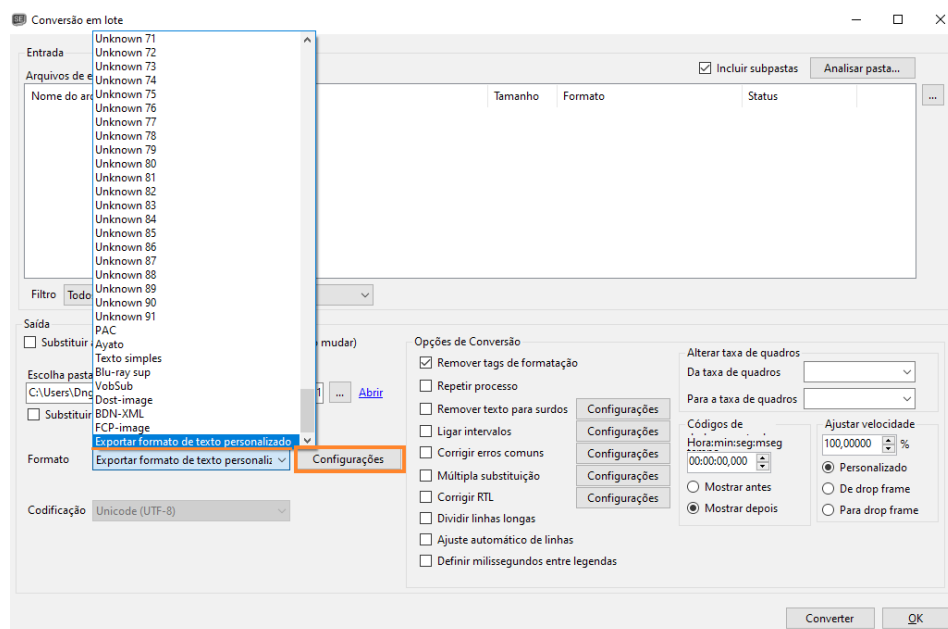 Conversão em lote
Entrada
Arquivos de e
Incluir subpastas
Analisar pasta...
Nome do arq
Tamanho
Formato
Status
...
Unknown 71
Unknown 72
Unknown 73
Unknown 74
Unknown 75
Unknown 76
Unknown 77
Unknown 78
Unknown 79
Unknown 80
Unknown 81
Unknown 82
Unknown 83
Unknown 84
Unknown 85
Unknown 86
Unknown 87
Unknown 88
Unknown 89
Unknown 90
Unknown 91
PAC
Ayato
Texto simples
Blu-ray sup
VobSub
Dost-image
BDN-XML
FCP-image
Exportar formato de texto personalizado
Filtro
Todo
Saída
Substituir
mudar)
Escolha pasta
C:\Users\Dng
1
...
Abrir
Substituir
Formato
Exportar formato de texto personaliz
Configurações
Codificação
Unicode (UTF-8)
Opções de Conversão
Remover tags de formatação
Repetir processo
Remover texto para surdos
Configurações
Ligar intervalos
Configurações
Corrigir erros comuns
Configurações
Múltipla substituição
Configurações
Corrigir RTL
Configurações
Dividir linhas longas
Ajuste automático de linhas
Definir milissegundos entre legendas
Alterar taxa de quadros
Da taxa de quadros
Para a taxa de quadros
Códigos de
Hora:min:seg:mseg
00:00:00,000
Mostrar antes
Mostrar depois
Ajustar velocidade
100,00000
%
Personalizado
De drop frame
Para drop frame
Converter
OK